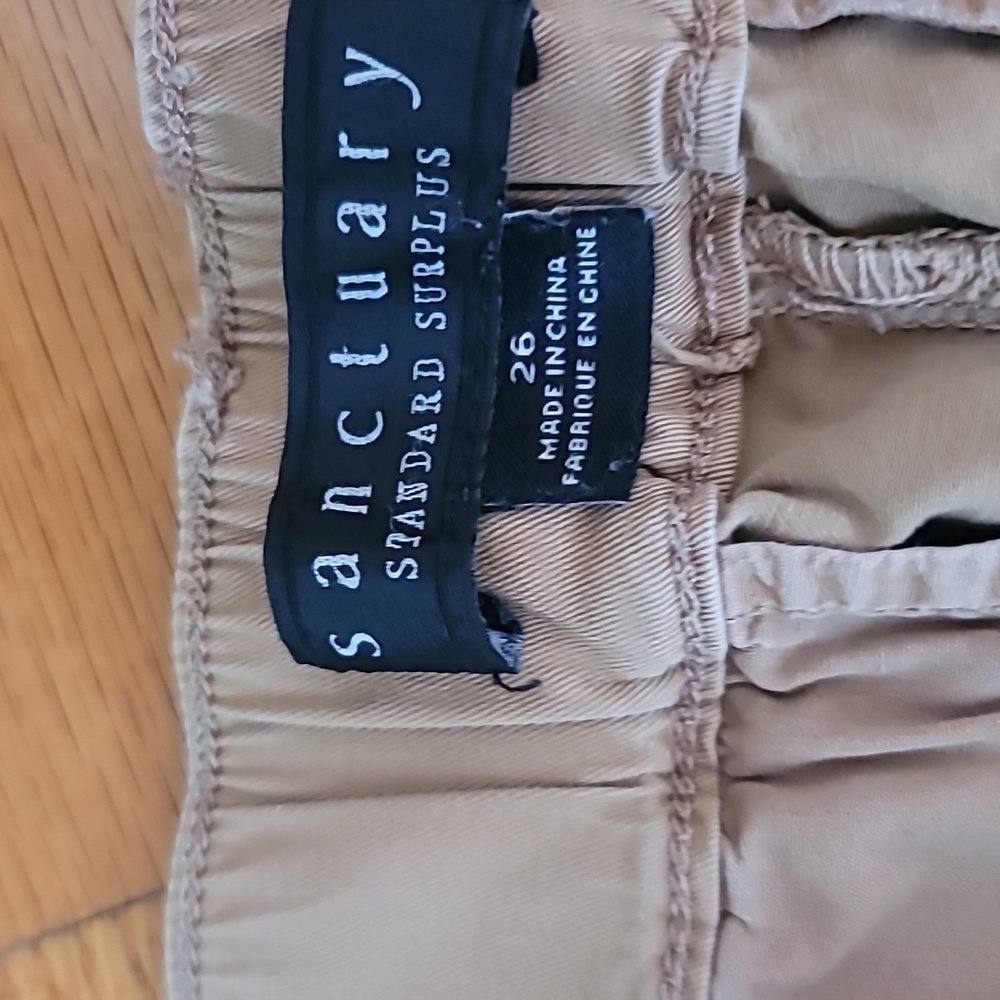 sanctuary
STANDARD SURPLUS
26
MADE IN CHINA
FABRIQUE EN CHINE